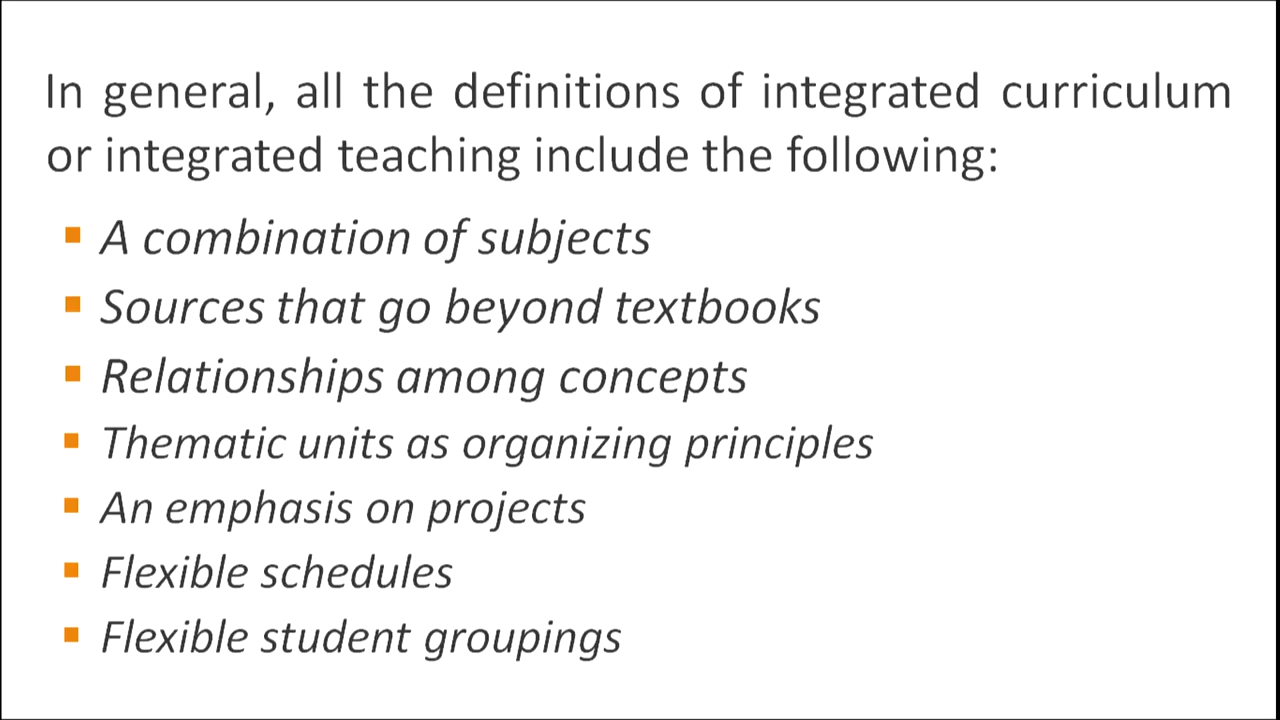 In general, all the definitions of integrated curriculum
or integrated teaching include the following:
▪ A combination of subjects
▪ Sources that go beyond textbooks
▪ Relationships among concepts
▪ Thematic units as organizing principles
▪ An emphasis on projects
▪ Flexible schedules
▪ Flexible student groupings